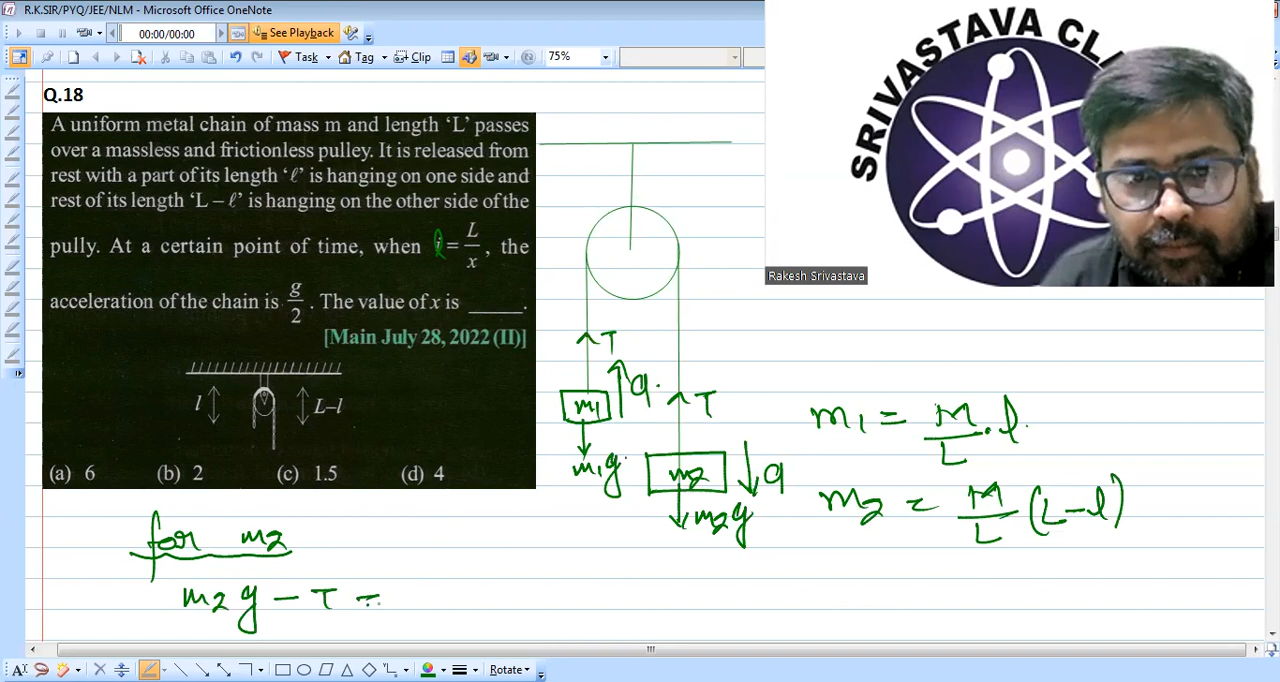 R.K.SIR/PYQ/JEE/NLM - Microsoft Office OneNote
00:00/00:00
See Playback
Task
Tag
Clip
75%
SRIVASTAVA CL
Rakesh Srivastava
Q.18
A uniform metal chain of mass m and length ‘L’ passes
over a massless and frictionless pulley. It is released from
rest with a part of its length ‘ℓ’ is hanging on one side and
rest of its length ‘L – ℓ’ is hanging on the other side of the
pully. At a certain point of time, when ℓ = L/x, the
acceleration of the chain is g/2. The value of x is _____.
[Main July 28, 2022 (II)]
l
L–l
(a) 6 (b) 2 (c) 1.5 (d) 4
T
a
m1
T
m1g
m2
a
m2g
m1 = M/L . l
m2 = M/L (L-l)
for m2
m2g - T =
Rotate